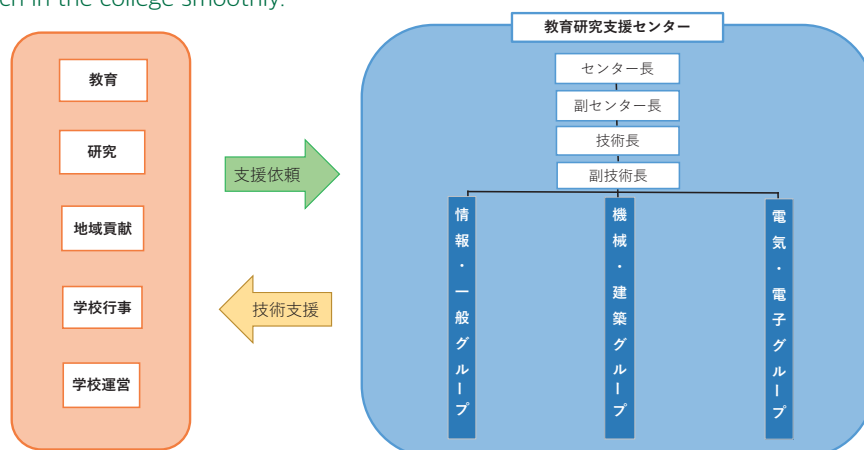 ch in the college smoothly.
教育研究支援センター
センター長
副センター長
技術長
副技術長
情報・一般グループ
機械・建築グループ
電気・電子グループ
教育
研究
地域貢献
学校行事
学校運営
支援依頼
技術支援